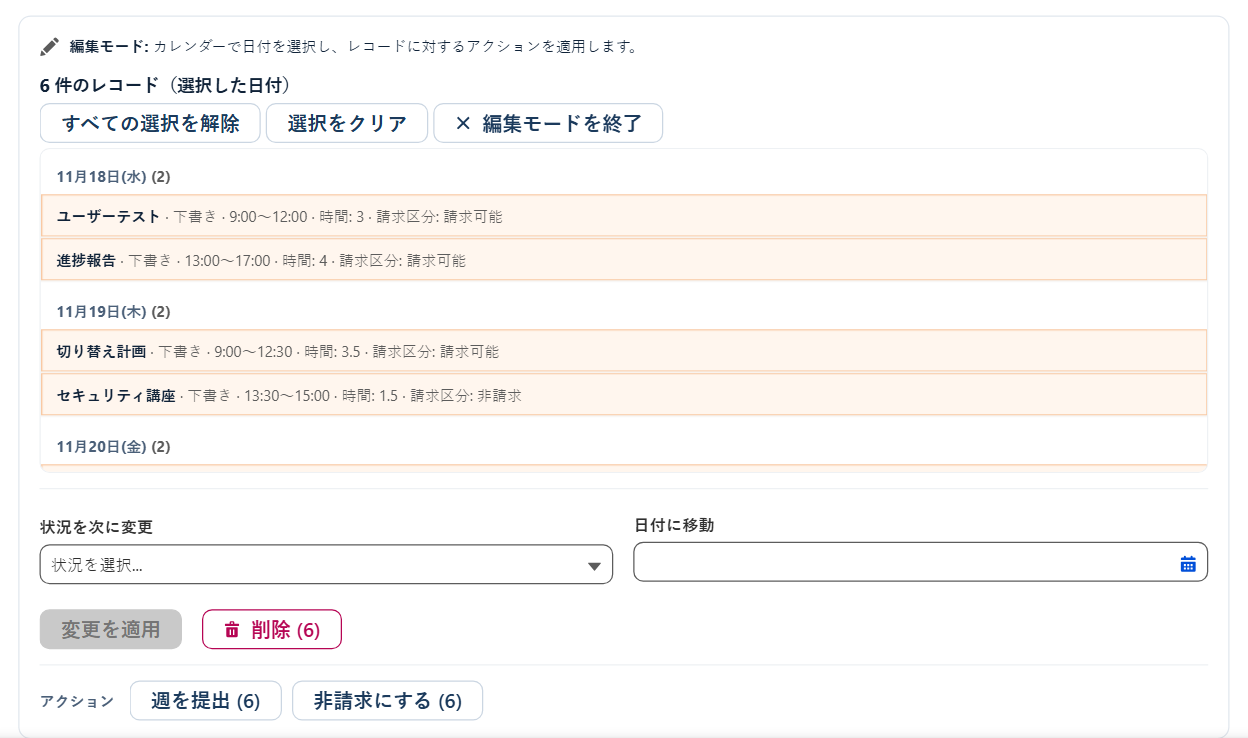 編集モード: カレンダーで日付を選択し、レコードに対するアクションを適用します。
6 件のレコード（選択した日付）
すべての選択を解除 選択をクリア × 編集モードを終了
11月18日(水) (2)
ユーザーテスト · 下書き · 9:00～12:00 · 時間: 3 · 請求区分: 請求可能
進捗報告 · 下書き · 13:00～17:00 · 時間: 4 · 請求区分: 請求可能
11月19日(木) (2)
切り替え計画 · 下書き · 9:00～12:30 · 時間: 3.5 · 請求区分: 請求可能
セキュリティ講座 · 下書き · 13:30～15:00 · 時間: 1.5 · 請求区分: 非請求
11月20日(金) (2)
状況を次に変更
状況を選択...
日付に移動
変更を適用 削除 (6)
アクション 週を提出 (6) 非請求にする (6)